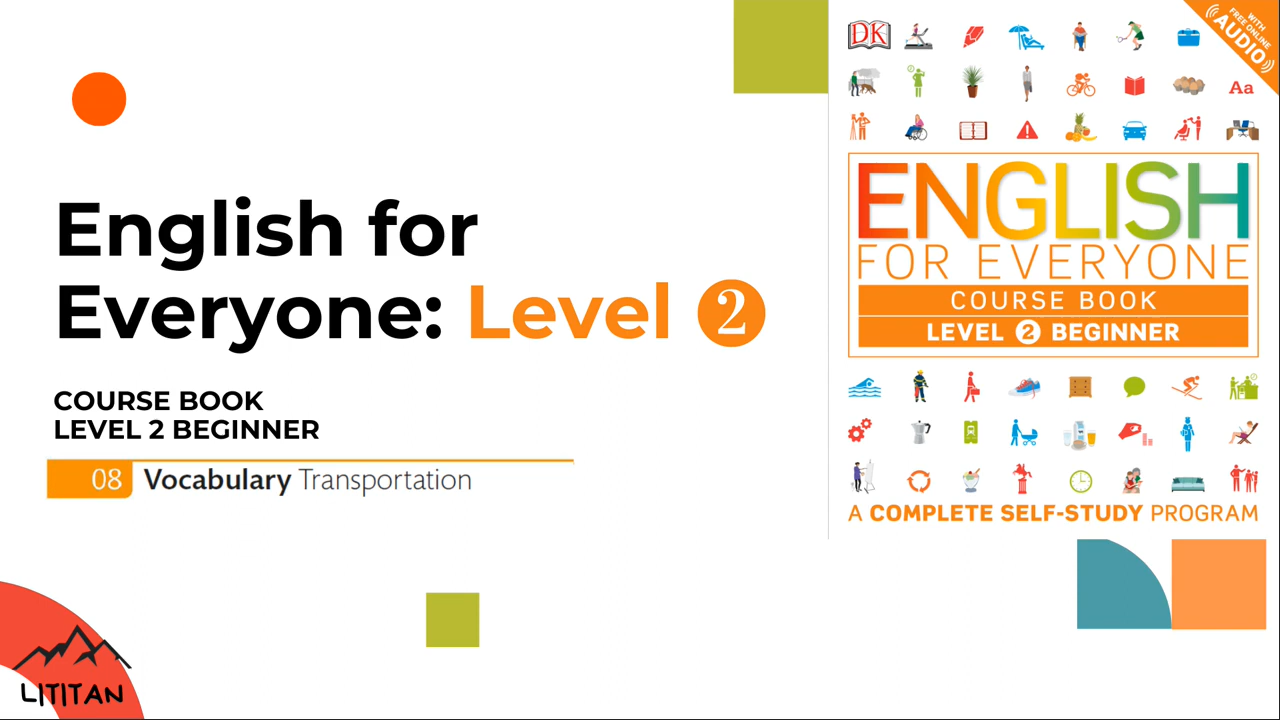 English for
Everyone: Level 2
COURSE BOOK
LEVEL 2 BEGINNER
08 Vocabulary Transportation
LITITAN
DK
WITH
FREE ONLINE
AUDIO
Aa
ENGLISH
FOR EVERYONE
COURSE BOOK
LEVEL 2 BEGINNER
A COMPLETE SELF-STUDY PROGRAM